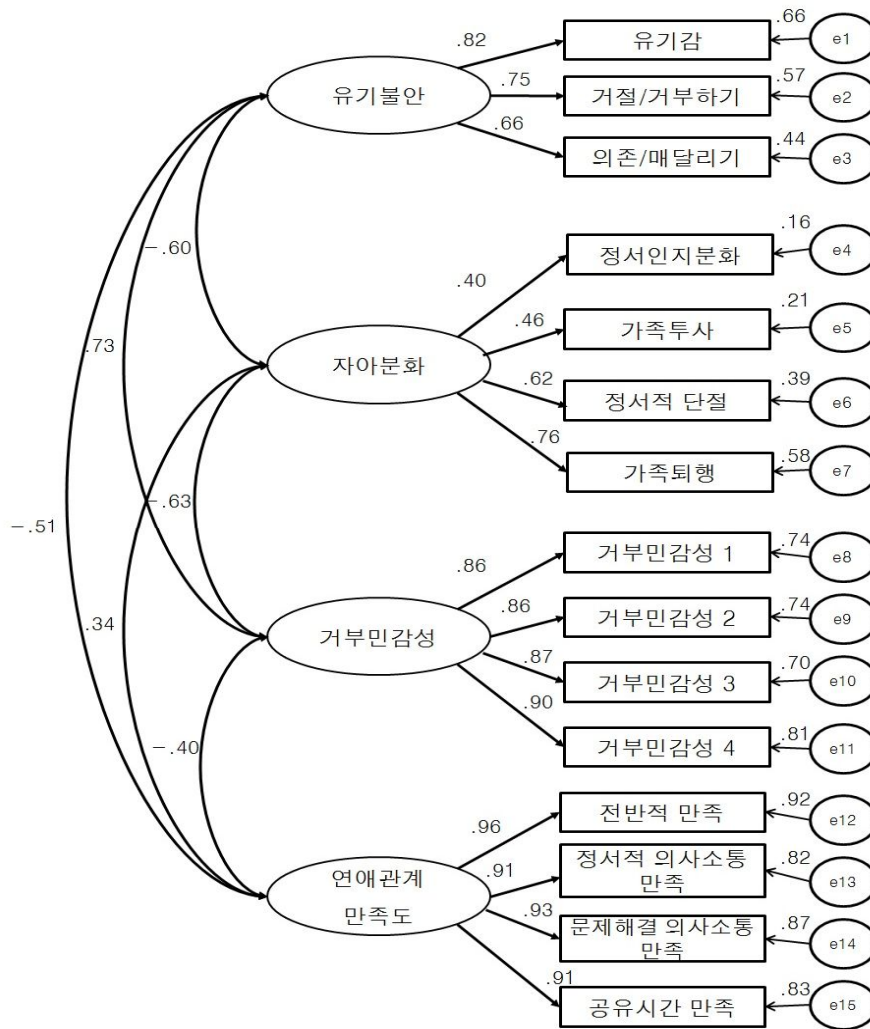 .66
.82
유기감
e1
.57
유기불안
.75
거절/거부하기
e2
.66
.44
의존/매달리기
e3
-.60
.16
정서인지분화
e4
.40
.21
.46
가족투사
e5
.73
자아분화
.62
.39
정서적 단절
e6
.76
.58
가족퇴행
e7
-.63
-.51
.74
거부민감성 1
e8
.86
.74
.86
거부민감성 2
e9
.34
거부민감성
.87
.70
거부민감성 3
e10
.90
.81
거부민감성 4
e11
-.40
.92
전반적 만족
e12
.96
.82
정서적 의사소통
만족
e13
.91
연애관계
만족도
.93
.87
문제해결 의사소통
만족
e14
.91
.83
공유시간 만족
e15